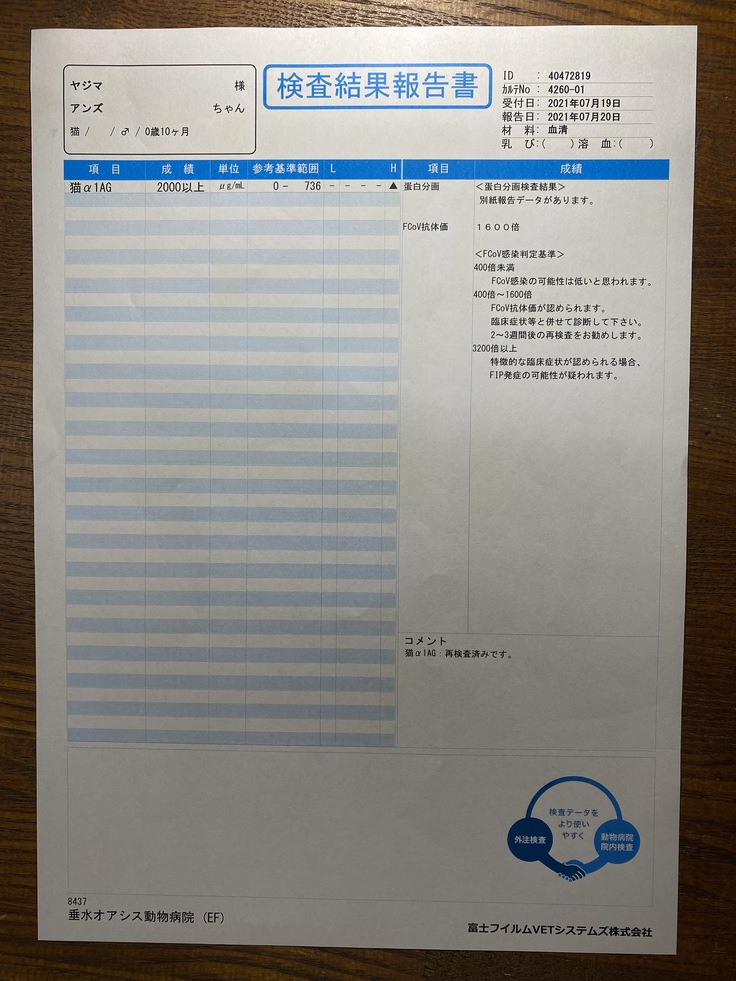 ヤジマ 様
アンズ ちゃん
猫 / / ♂ / 0歳10ヶ月
検査結果報告書
ID : 40472819
ｶﾙﾃNo : 4260-01
受付日: 2021年07月19日
報告日: 2021年07月20日
材 料: 血清
乳 び:( ) 溶 血:( )
項 目 成 績 単位 参考基準範囲 L H 項目 成績
猫α1AG 2000以上 μg/mL 0 - 736 - - - - ▲
蛋白分画 <蛋白分画検査結果>
別紙報告データがあります。
FCoV抗体価 1600倍
<FCoV感染判定基準>
400倍未満
FCoV感染の可能性は低いと思われます。
400倍～1600倍
FCoV抗体価が認められます。
臨床症状等と併せて診断して下さい。
2～3週間後の再検査をお勧めします。
3200倍以上
特徴的な臨床症状が認められる場合、
FIP発症の可能性が疑われます。
コメント
猫α1AG：再検査済みです。
検査データを
より使い
やすく
外注検査
動物病院
院内検査
8437
垂水オアシス動物病院 (EF)
富士フイルムVETシステムズ株式会社